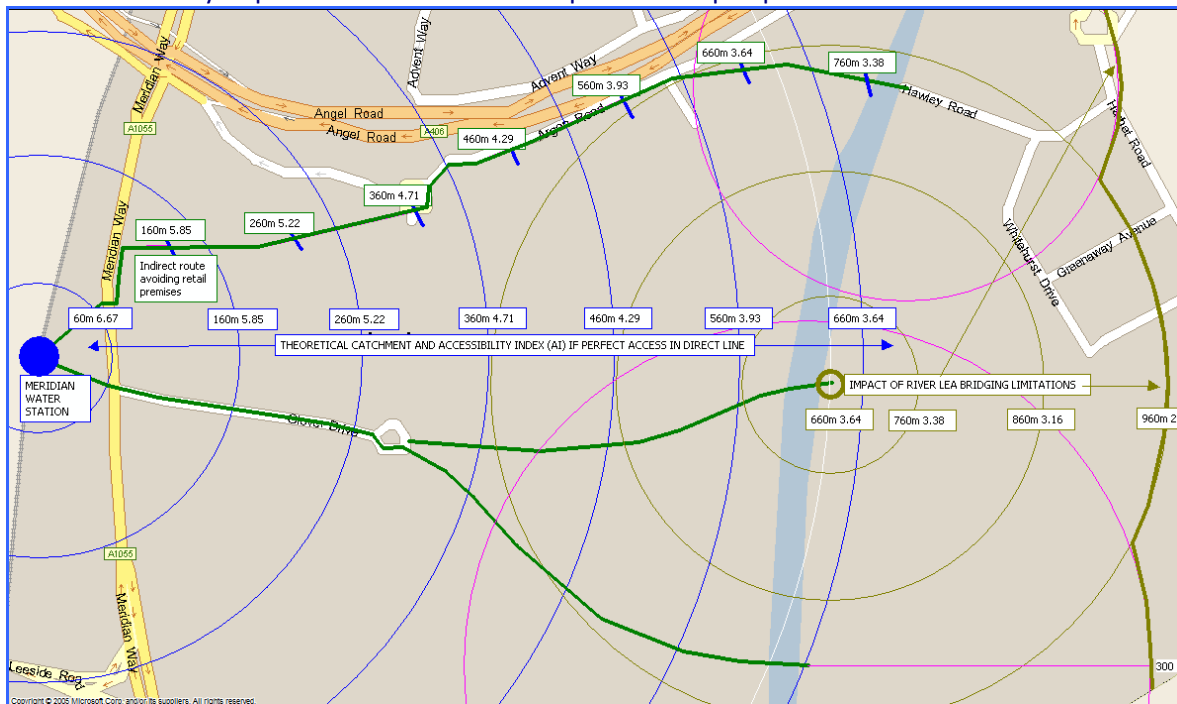 Meridian Way
Advent Way
Advent Way
660m 3.64
760m 3.38
560m 3.93
Hawley Road
Harbet Road
Angel Road
Angel Road
Argon Road
A1055
A406
460m 4.29
360m 4.71
260m 5.22
160m 5.85
Meridian Way
Indirect route
avoiding retail
premises
Whitehurst Drive
Greenaway Avenue
60m 6.67
160m 5.85
260m 5.22
360m 4.71
460m 4.29
560m 3.93
660m 3.64
THEORETICAL CATCHMENT AND ACCESSIBILITY INDEX (AI) IF PERFECT ACCESS IN DIRECT LINE
MERIDIAN
WATER
STATION
IMPACT OF RIVER LEA BRIDGING LIMITATIONS
660m 3.64
760m 3.38
860m 3.16
960m 2
Glover Drive
A1055
Meridian Way
Leeside Road
300
Copyright © 2005 Microsoft Corp. and/or its suppliers. All rights reserved.